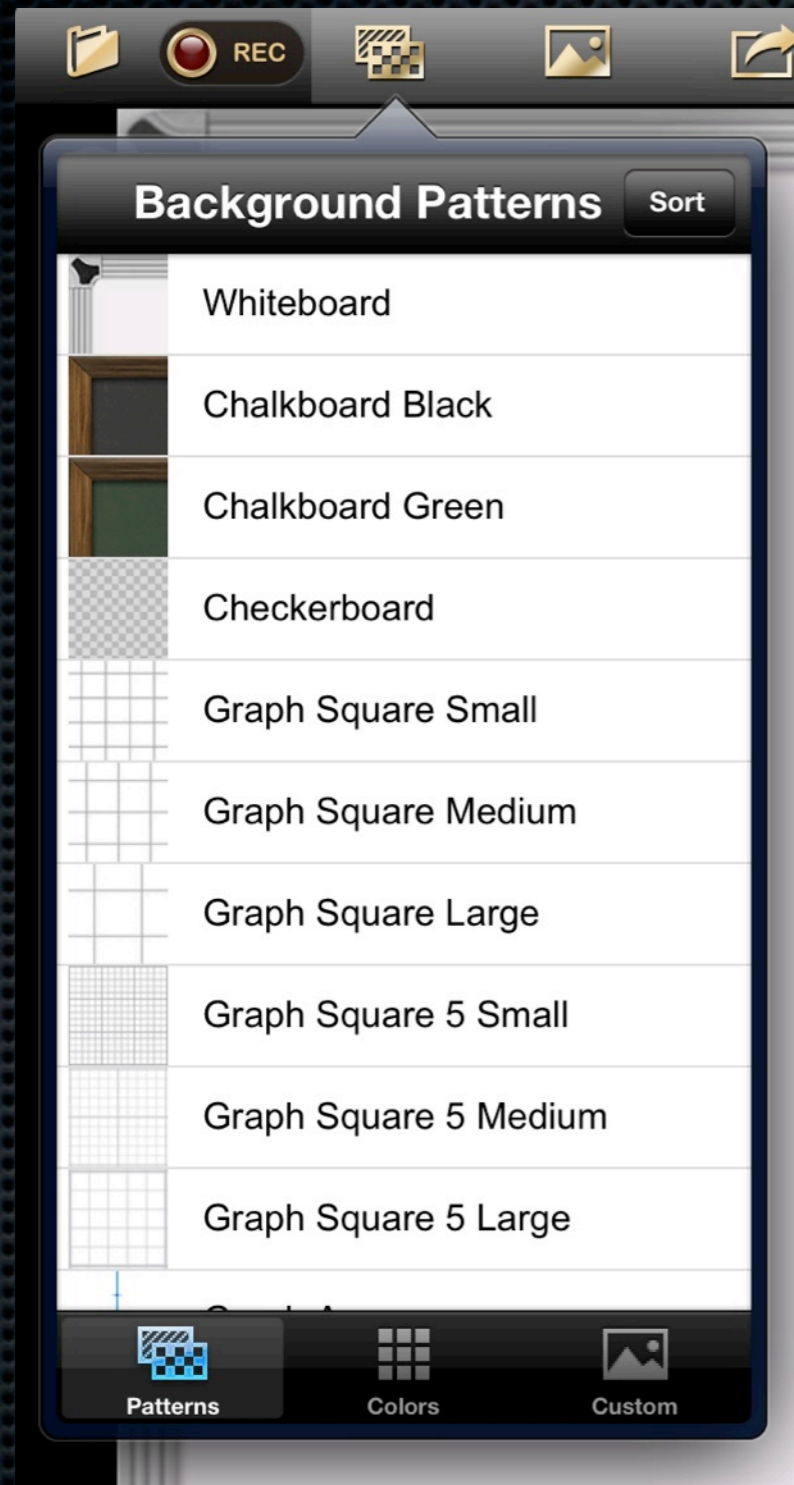 REC
Background Patterns
Sort
Whiteboard
Chalkboard Black
Chalkboard Green
Checkerboard
Graph Square Small
Graph Square Medium
Graph Square Large
Graph Square 5 Small
Graph Square 5 Medium
Graph Square 5 Large
Patterns
Colors
Custom